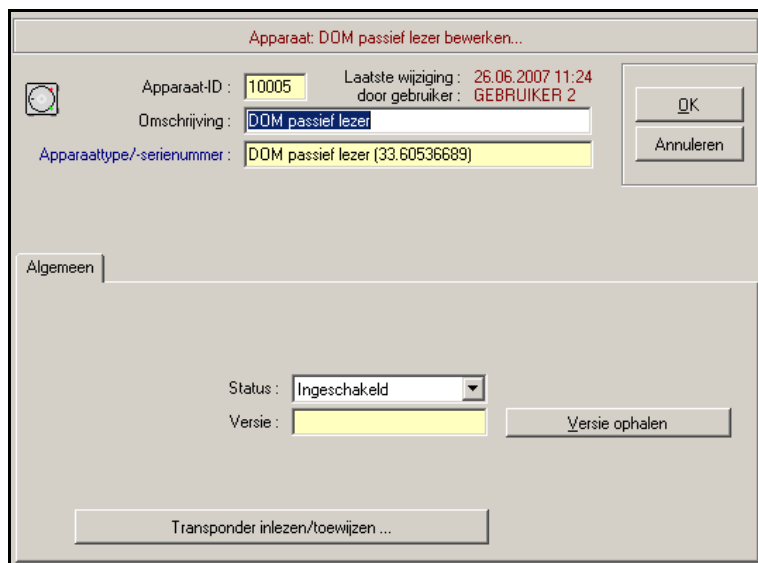 Apparaat: DOM passief lezer bewerken...
Apparaat-ID : 10005 Laatste wijziging : 26.06.2007 11:24
door gebruiker : GEBRUIKER 2
OK
Omschrijving : DOM passief lezer
Annuleren
Apparaattype/-serienummer : DOM passief lezer (33.60536689)
Algemeen
Status : Ingeschakeld
Versie : Versie ophalen
Transponder inlezen/toewijzen ...